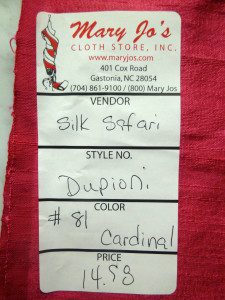 Mary Jo's
CLOTH STORE, INC.
www.maryjos.com
401 Cox Road
Gastonia, NC 28054
(704) 861-9100 / (800) Mary Jos
VENDOR
Silk Safari
STYLE NO.
Dupioni
COLOR
# 81
Cardinal
PRICE
14.98